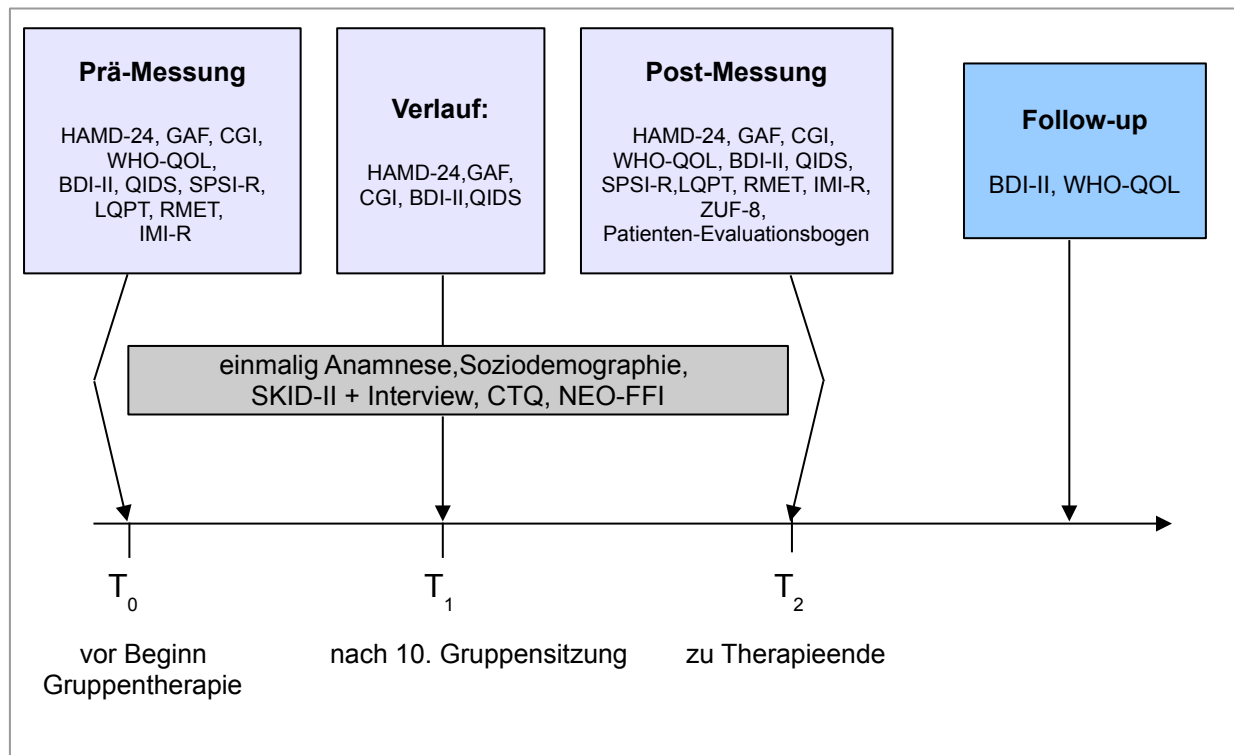 Prä-Messung
HAMD-24, GAF, CGI,
WHO-QOL,
BDI-II, QIDS, SPSI-R,
LQPT, RMET,
IMI-R
Verlauf:
HAMD-24,GAF,
CGI, BDI-II,QIDS
Post-Messung
HAMD-24, GAF, CGI,
WHO-QOL, BDI-II, QIDS,
SPSI-R,LQPT, RMET, IMI-R,
ZUF-8,
Patienten-Evaluationsbogen
Follow-up
BDI-II, WHO-QOL
einmalig Anamnese,Soziodemographie,
SKID-II + Interview, CTQ, NEO-FFI
T0
vor Beginn
Gruppentherapie
T1
nach 10. Gruppensitzung
T2
zu Therapieende